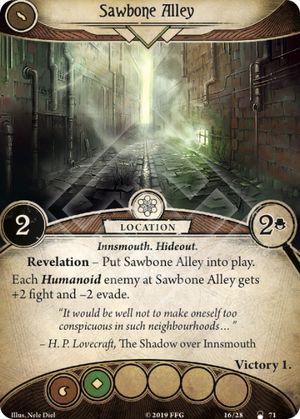 Sawbone Alley
2
LOCATION
2
Innsmouth. Hideout.
Revelation – Put Sawbone Alley into play.
Each Humanoid enemy at Sawbone Alley gets
+2 fight and –2 evade.
"It would be well not to make oneself too
conspicuous in such neighbourhoods…"
– H. P. Lovecraft, The Shadow over Innsmouth
Victory 1.
Illus. Nele Diel
© 2019 FFG
16/28
71